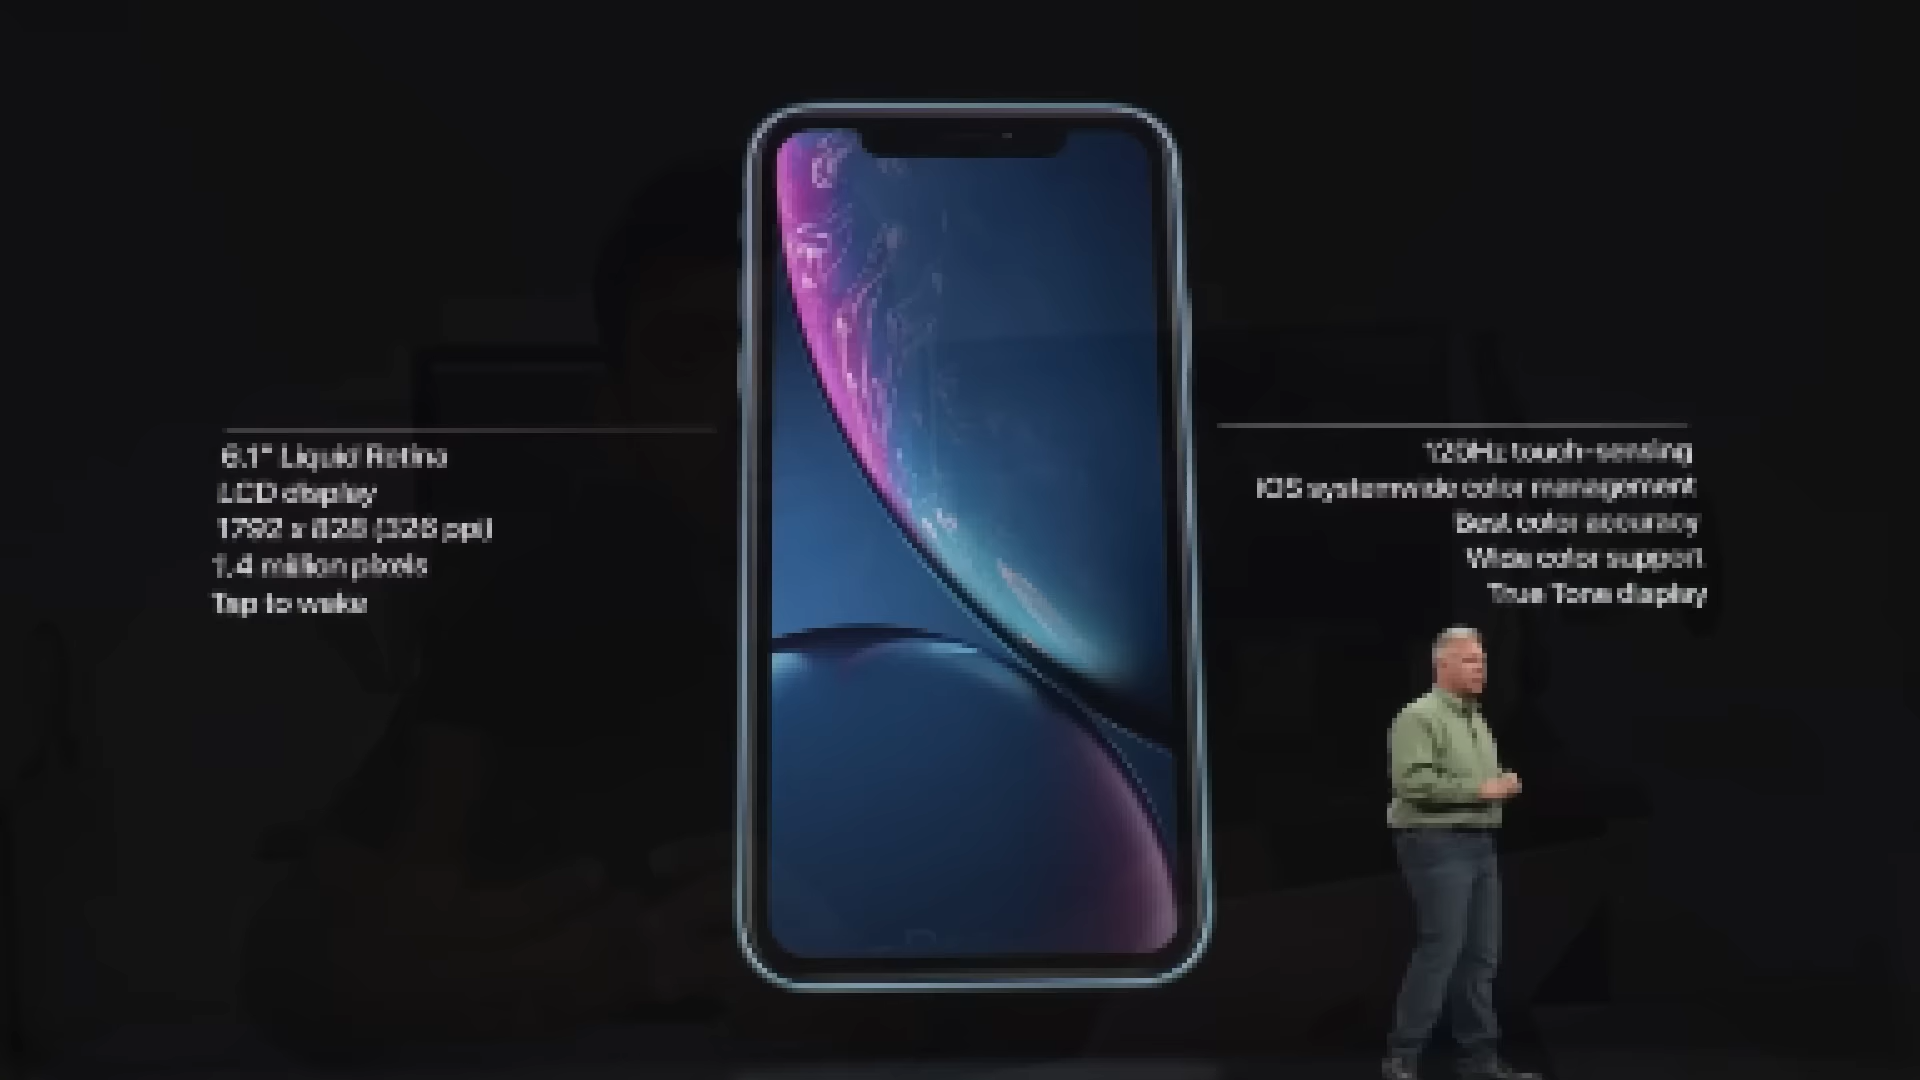 6.1" Liquid Retina
LCD display
1792 x 828 (326 ppi)
1.4 million pixels
Tap to wake
120Hz touch-sensing
iOS systemwide color management
Best color accuracy
Wide color support
True Tone display